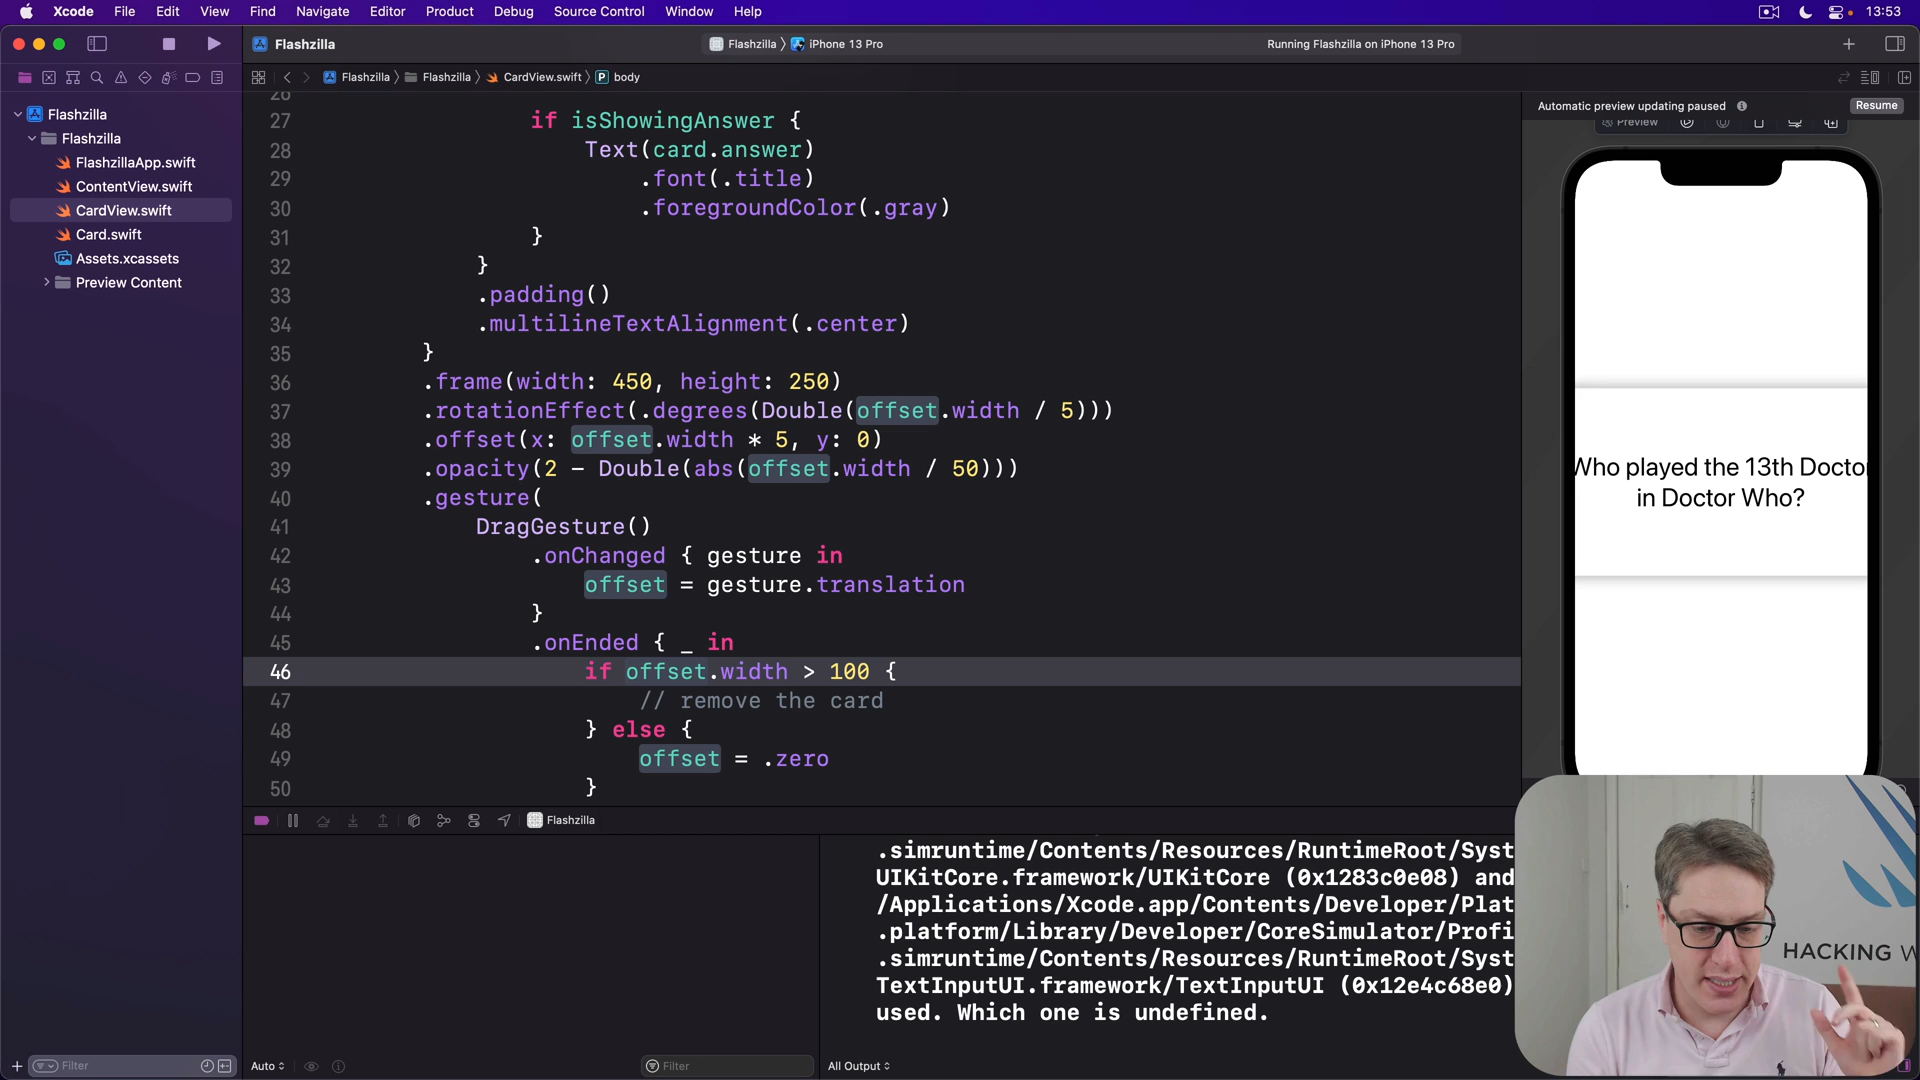 Xcode File Edit View Find Navigate Editor Product Debug Source Control Window Help 13:53
Flashzilla
Flashzilla iPhone 13 Pro
Running Flashzilla on iPhone 13 Pro
Flashzilla Flashzilla CardView.swift P body
Flashzilla
Flashzilla
FlashzillaApp.swift
ContentView.swift
CardView.swift
Card.swift
Assets.xcassets
Preview Content
26
27 if isShowingAnswer {
28 Text(card.answer)
29 .font(.title)
30 .foregroundColor(.gray)
31 }
32 }
33 .padding()
34 .multilineTextAlignment(.center)
35 }
36 .frame(width: 450, height: 250)
37 .rotationEffect(.degrees(Double(offset.width / 5)))
38 .offset(x: offset.width * 5, y: 0)
39 .opacity(2 - Double(abs(offset.width / 50)))
40 .gesture(
41 DragGesture()
42 .onChanged { gesture in
43 offset = gesture.translation
44 }
45 .onEnded { _ in
46 if offset.width > 100 {
47 // remove the card
48 } else {
49 offset = .zero
50 }
Automatic preview updating paused
Resume
Preview
Who played the 13th Doctor
in Doctor Who?
Flashzilla
.simruntime/Contents/Resources/RuntimeRoot/Syst
UIKitCore.framework/UIKitCore (0x1283c0e08) and
/Applications/Xcode.app/Contents/Developer/Plat
.platform/Library/Developer/CoreSimulator/Profi
.simruntime/Contents/Resources/RuntimeRoot/Syst
TextInputUI.framework/TextInputUI (0x12e4c68e0)
used. Which one is undefined.
HACKING W
Filter
Auto
Filter
All Output